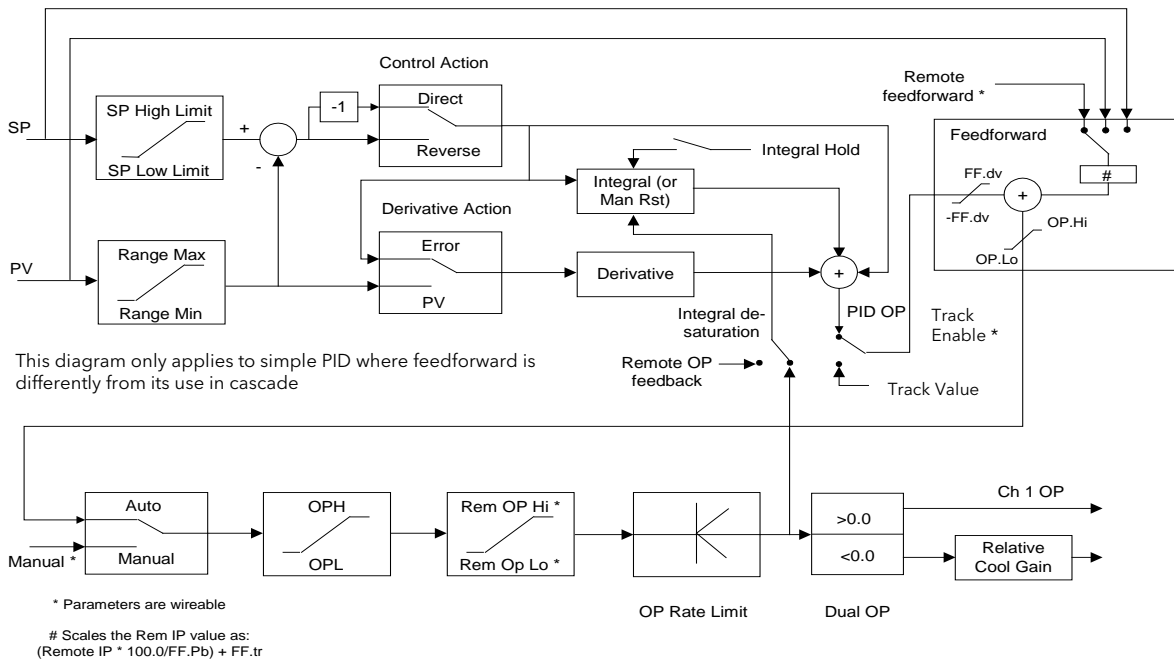 Control Action
SP
SP High Limit
SP Low Limit
+
-
-1
Direct
Reverse
Integral Hold
Integral (or
Man Rst)
Remote
feedforward *
Feedforward
#
FF.dv
-FF.dv
+
OP.Hi
OP.Lo
Derivative Action
PV
Range Max
Range Min
Error
PV
Derivative
+
PID OP
Track
Enable *
Integral de-
saturation
Remote OP
feedback
Track Value
This diagram only applies to simple PID where feedforward is
differently from its use in cascade
Manual *
Auto
Manual
OPH
OPL
Rem OP Hi *
Rem Op Lo *
OP Rate Limit
>0.0
<0.0
Dual OP
Ch 1 OP
Relative
Cool Gain
* Parameters are wireable
# Scales the Rem IP value as:
(Remote IP * 100.0/FF.Pb) + FF.tr